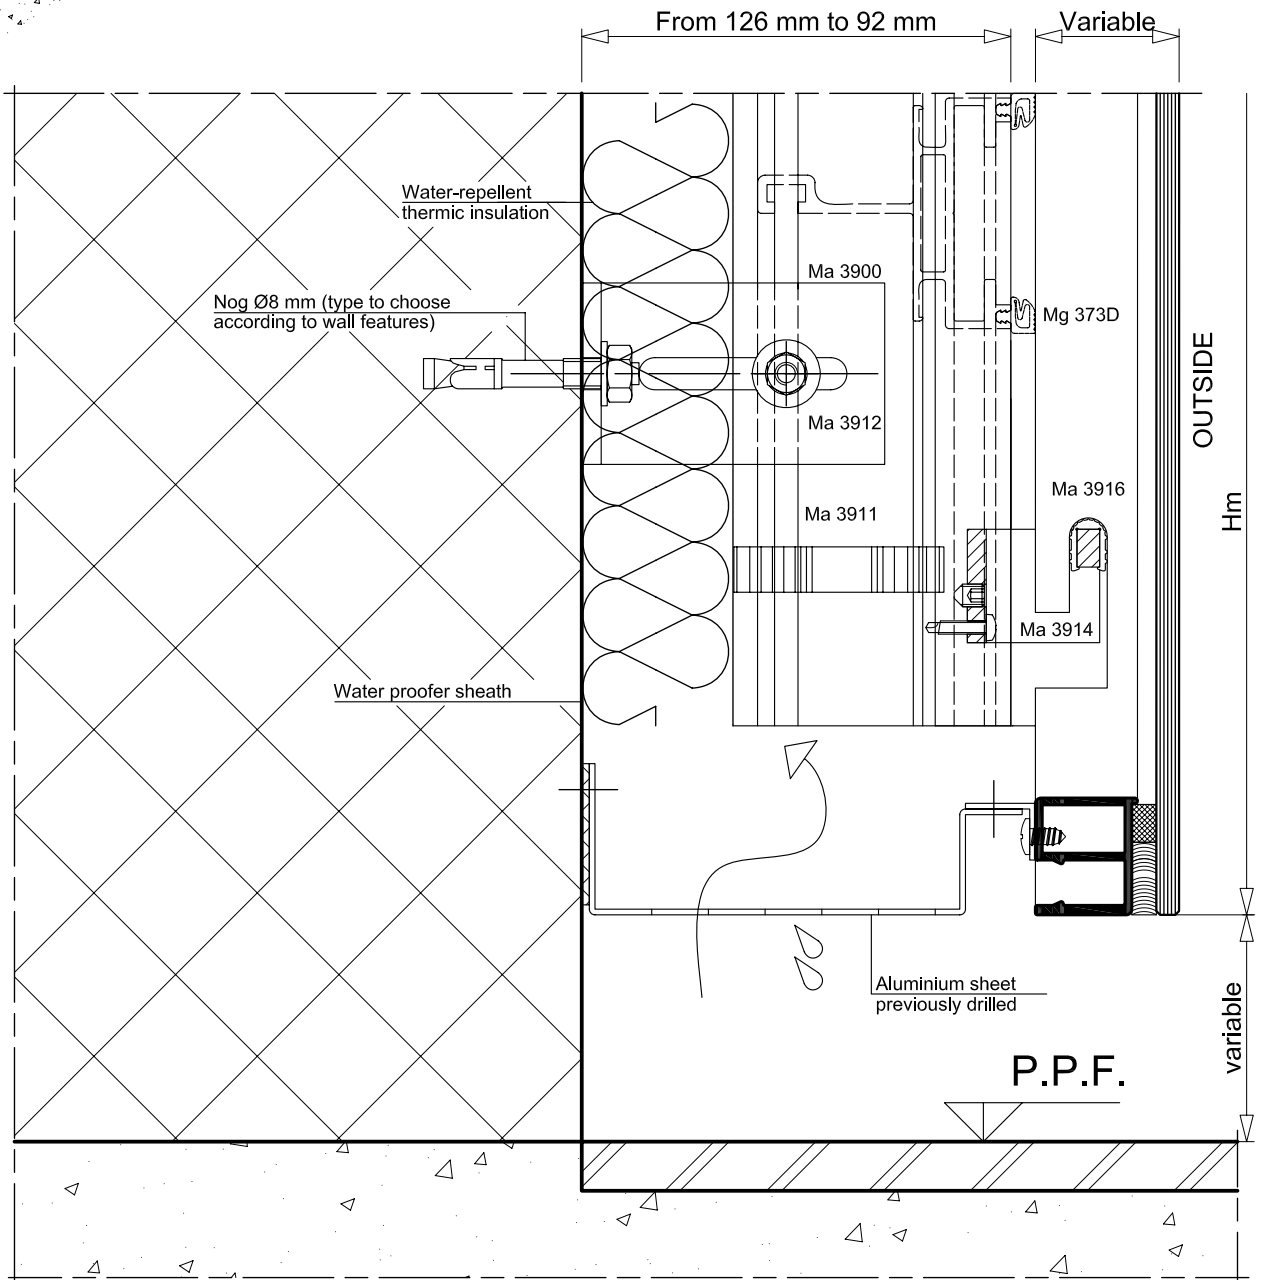 From 126 mm to 92 mm
Variable
Water-repellent
thermic insulation
Ma 3900
Nog Ø8 mm (type to choose
according to wall features)
Mg 373D
OUTSIDE
Ma 3912
Ma 3916
Hm
Ma 3911
Ma 3914
Water proofer sheath
Aluminium sheet
previously drilled
variable
P.P.F.